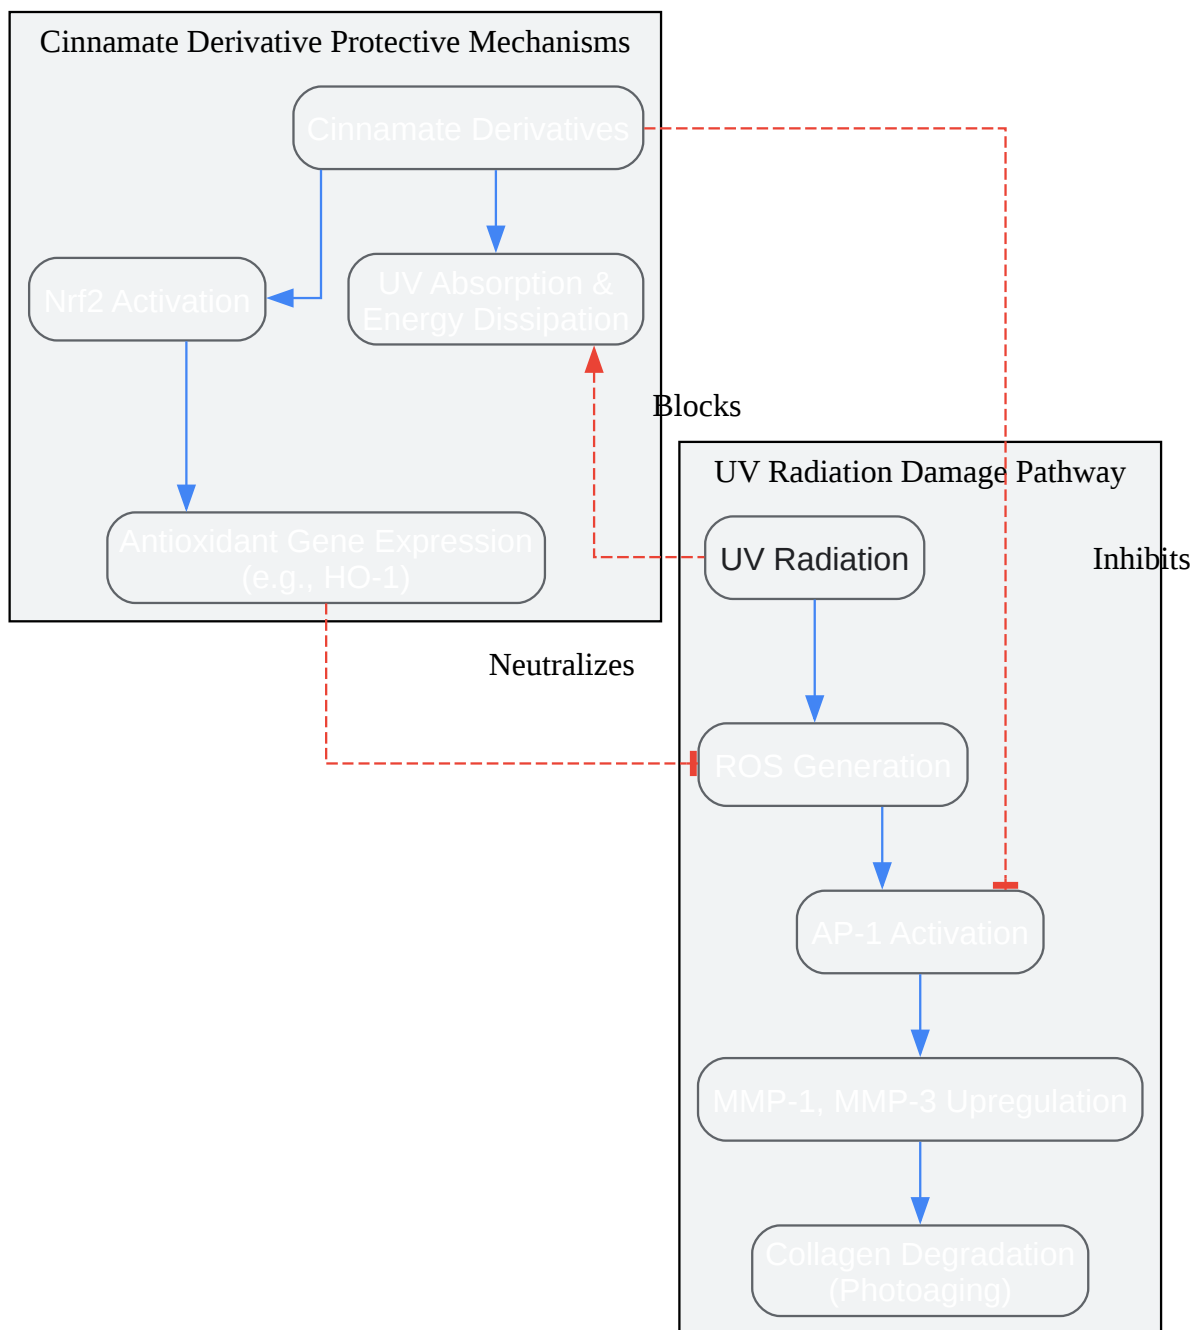 Cinnamate Derivative Protective Mechanisms
Cinnamate Derivatives
Nrf2 Activation
UV Absorption &
Energy Dissipation
Blocks
UV Radiation Damage Pathway
Antioxidant Gene Expression
(e.g., HO-1)
UV Radiation
Inhibits
Neutralizes
ROS Generation
AP-1 Activation
MMP-1, MMP-3 Upregulation
Collagen Degradation
(Photoaging)